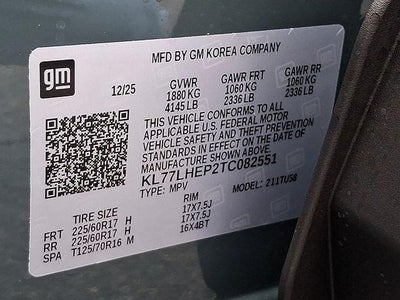 MFD BY GM KOREA COMPANY
gm
12/25 GVWR GAWR FRT GAWR RR
1880 KG 1060 KG 1060 KG
4145 LB 2336 LB 2336 LB
THIS VEHICLE CONFORMS TO ALL
APPLICABLE U.S. FEDERAL MOTOR
VEHICLE SAFETY AND THEFT PREVENTION
STANDARDS IN EFFECT ON THE DATE OF
MANUFACTURE SHOWN ABOVE.
KL77LHEP2TC082551
TYPE: MPV MODEL: 211TUS8
TIRE SIZE RIM
FRT 225/60R17 H 17X7.5J
RR 225/60R17 H 17X7.5J
SPA T125/70R16 M 16X4BT